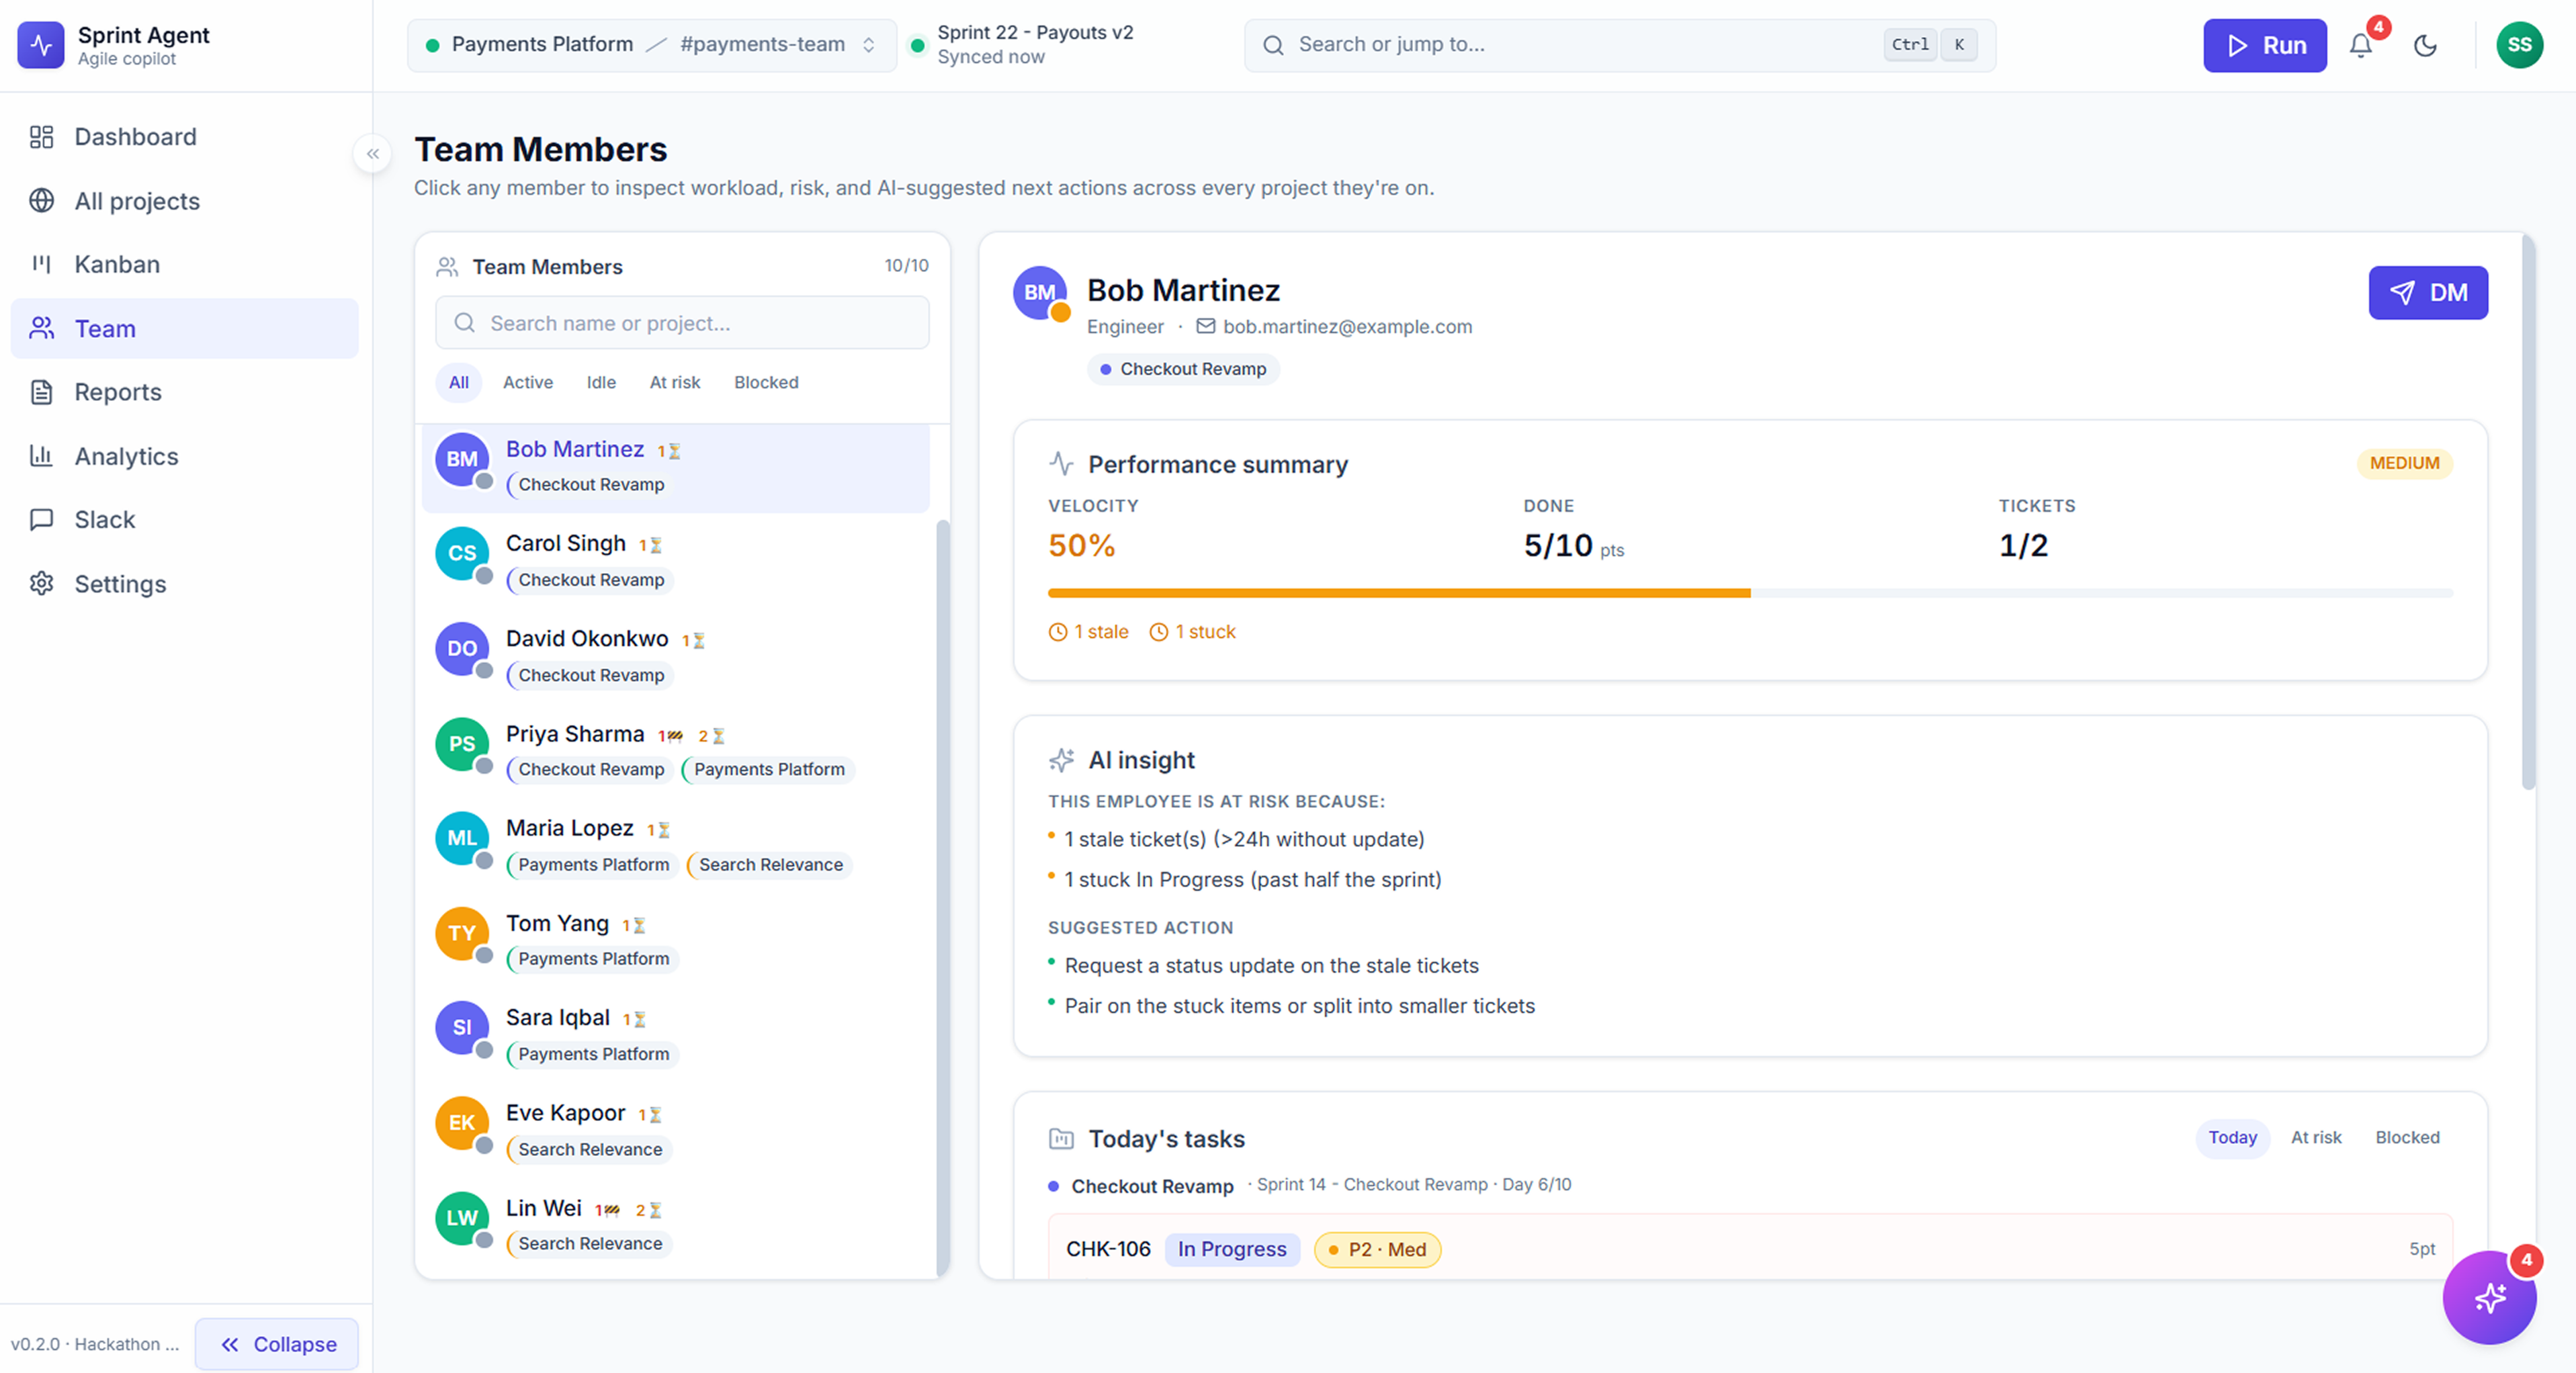 Sprint Agent
Agile copilot
Payments Platform / #payments-team
Sprint 22 - Payouts v2
Synced now
Search or jump to...
Ctrl K
Run
4
SS
Dashboard
All projects
Kanban
Team
Reports
Analytics
Slack
Settings
v0.2.0 · Hackathon ...
Collapse
Team Members
Click any member to inspect workload, risk, and AI-suggested next actions across every project they're on.
Team Members
10/10
Search name or project...
All Active Idle At risk Blocked
BM
Bob Martinez 1⏳
Checkout Revamp
CS
Carol Singh 1⏳
Checkout Revamp
DO
David Okonkwo 1⏳
Checkout Revamp
PS
Priya Sharma 1🚧 2⏳
Checkout Revamp Payments Platform
ML
Maria Lopez 1⏳
Payments Platform Search Relevance
TY
Tom Yang 1⏳
Payments Platform
SI
Sara Iqbal 1⏳
Payments Platform
EK
Eve Kapoor 1⏳
Search Relevance
LW
Lin Wei 1🚧 2⏳
Search Relevance
BM
Bob Martinez
Engineer · bob.martinez@example.com
Checkout Revamp
DM
Performance summary
MEDIUM
VELOCITY DONE TICKETS
50% 5/10 pts 1/2
1 stale 1 stuck
AI insight
THIS EMPLOYEE IS AT RISK BECAUSE:
• 1 stale ticket(s) (>24h without update)
• 1 stuck In Progress (past half the sprint)
SUGGESTED ACTION
• Request a status update on the stale tickets
• Pair on the stuck items or split into smaller tickets
Today's tasks
Today At risk Blocked
Checkout Revamp · Sprint 14 - Checkout Revamp · Day 6/10
CHK-106 In Progress P2 · Med 5pt
4